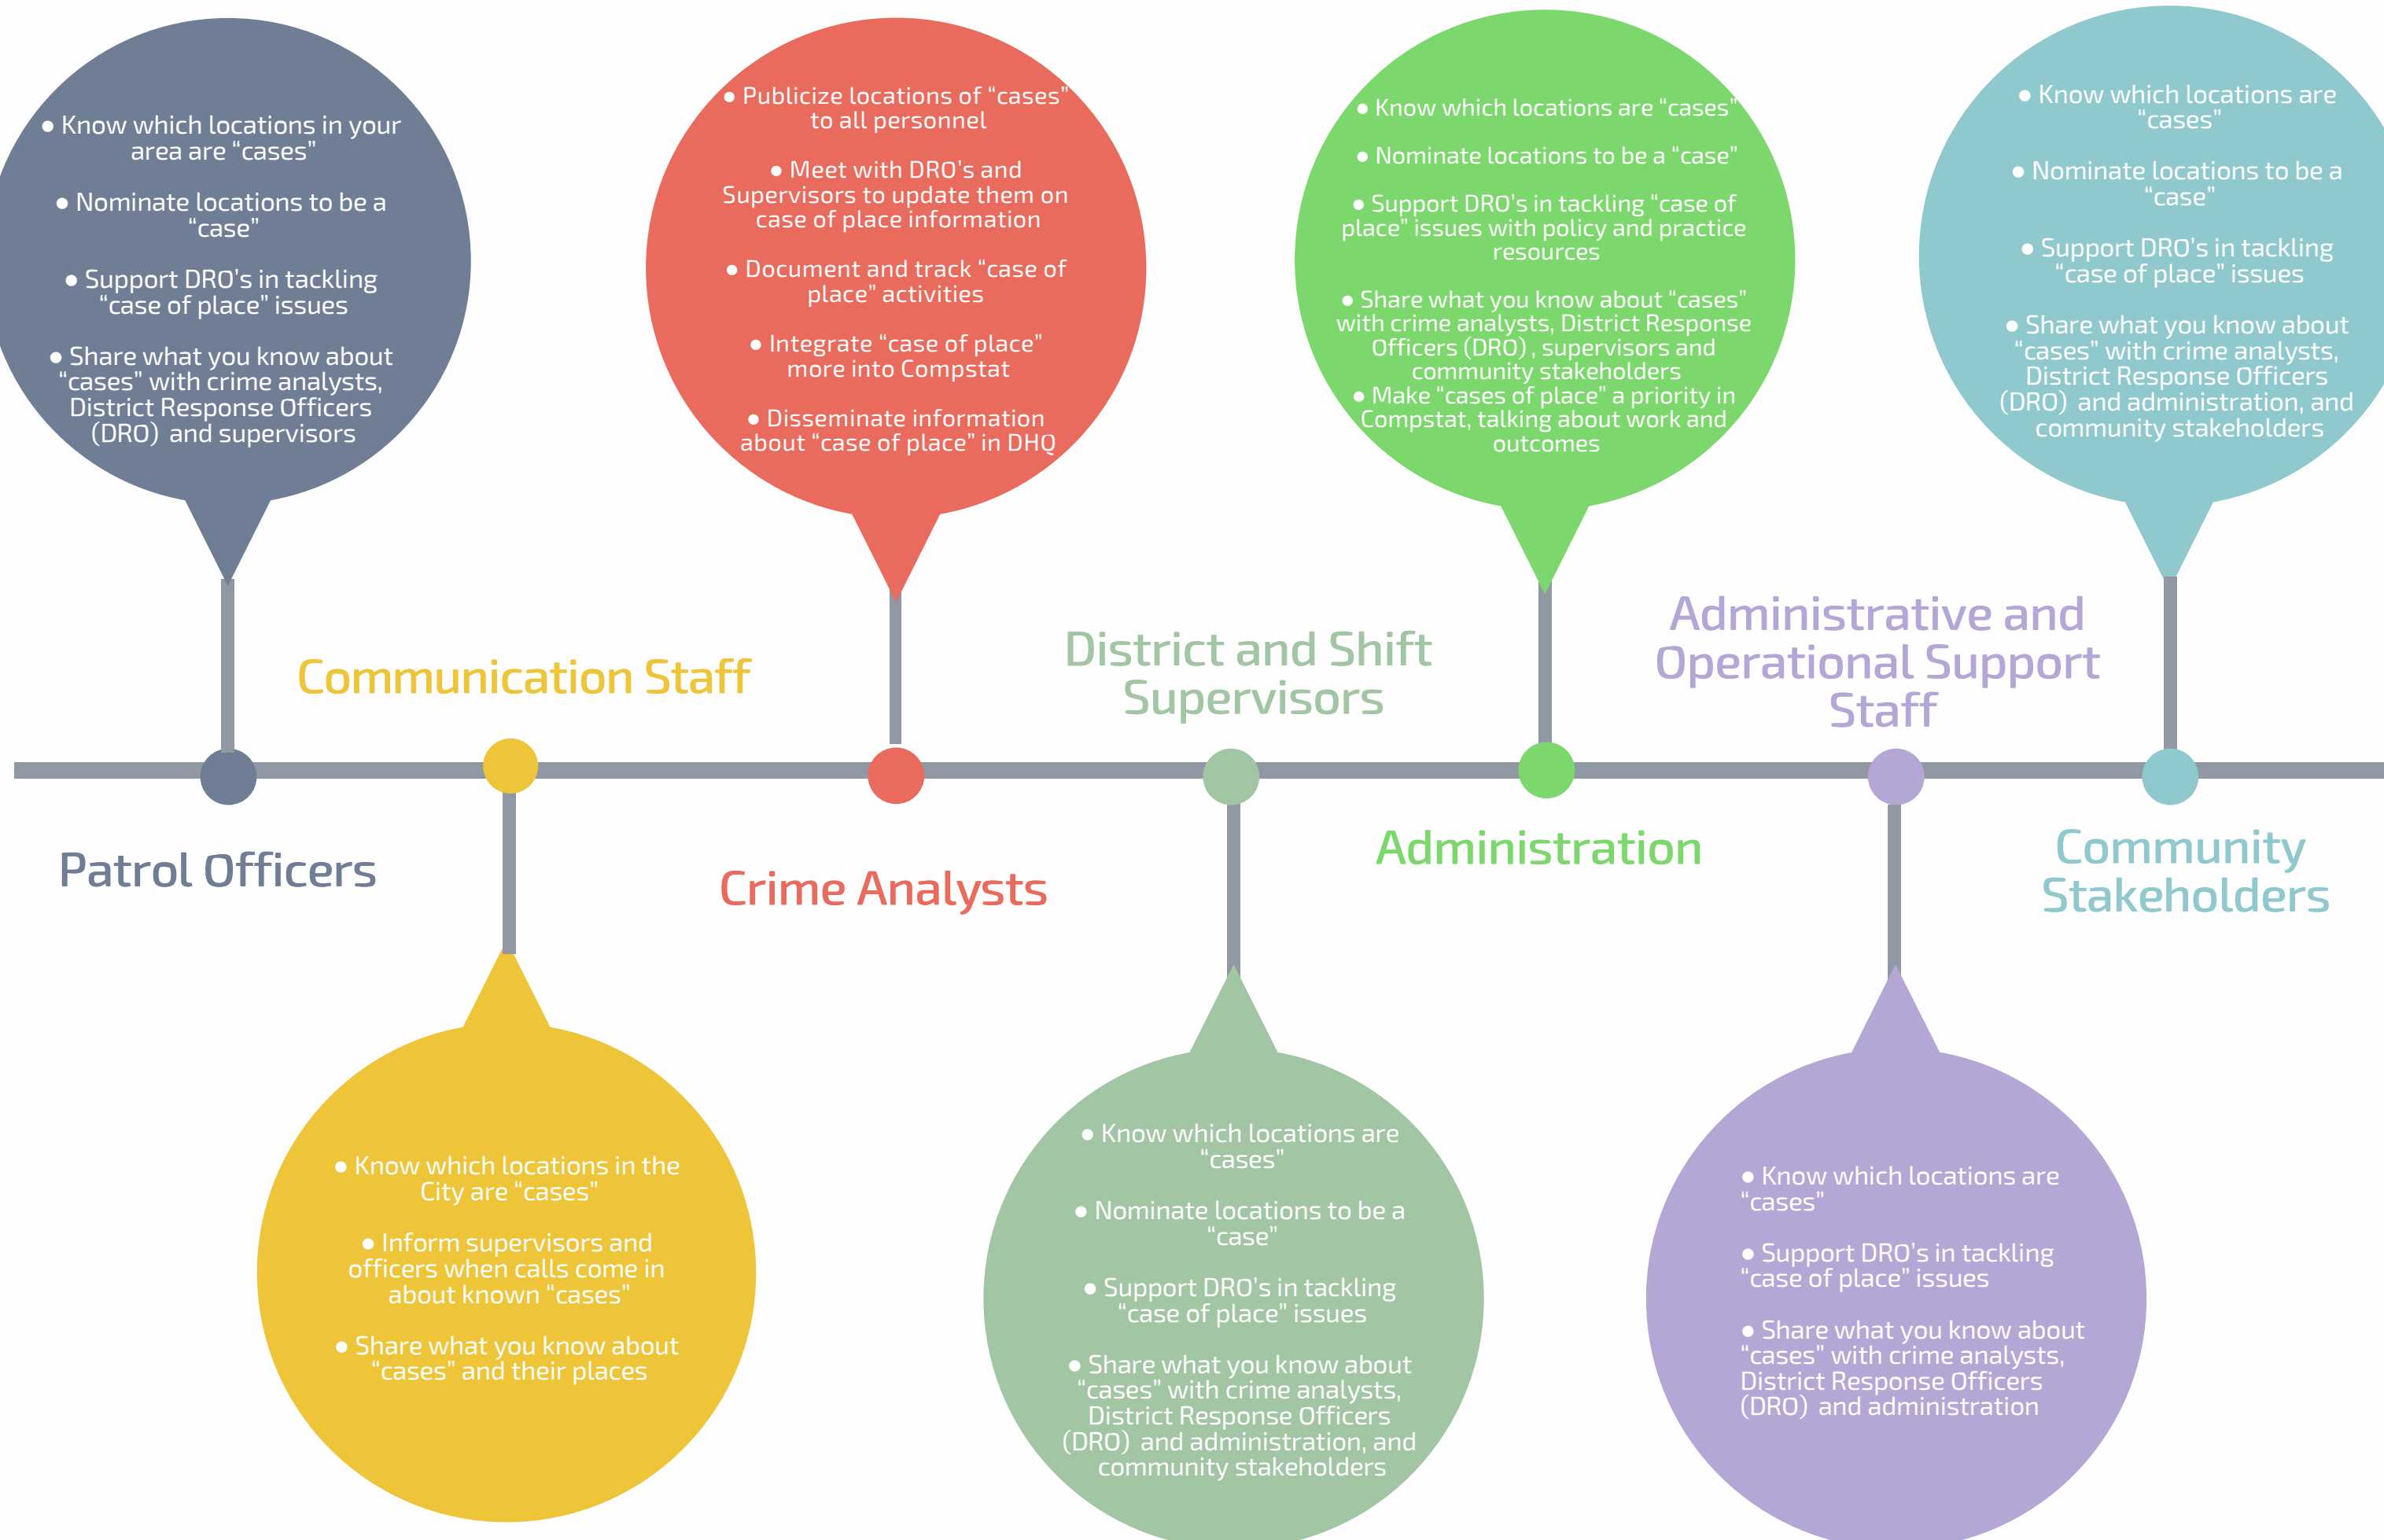 ● Know which locations in your
area are “cases”
● Nominate locations to be a
“case”
● Support DRO’s in tackling
“case of place” issues
● Share what you know about
“cases” with crime analysts,
District Response Officers
(DRO) and supervisors
Patrol Officers
Communication Staff
● Know which locations in the
City are “cases”
● Inform supervisors and
officers when calls come in
about known “cases”
● Share what you know about
“cases” and their places
● Publicize locations of “cases”
to all personnel
● Meet with DRO’s and
Supervisors to update them on
case of place information
● Document and track “case of
place” activities
● Integrate “case of place”
more into Compstat
● Disseminate information
about “case of place” in DHQ
Crime Analysts
District and Shift
Supervisors
● Know which locations are
“cases”
● Nominate locations to be a
“case”
● Support DRO’s in tackling
“case of place” issues
● Share what you know about
“cases” with crime analysts,
District Response Officers
(DRO) and administration, and
community stakeholders
● Know which locations are “cases”
● Nominate locations to be a “case”
● Support DRO’s in tackling “case of
place” issues with policy and practice
resources
● Share what you know about “cases”
with crime analysts, District Response
Officers (DRO) , supervisors and
community stakeholders
● Make “cases of place” a priority in
Compstat, talking about work and
outcomes
Administration
Administrative and
Operational Support
Staff
● Know which locations are
“cases”
● Support DRO’s in tackling
“case of place” issues
● Share what you know about
“cases” with crime analysts,
District Response Officers
(DRO) and administration
● Know which locations are
“cases”
● Nominate locations to be a
“case”
● Support DRO’s in tackling
“case of place” issues
● Share what you know about
“cases” with crime analysts,
District Response Officers
(DRO) and administration, and
community stakeholders
Community
Stakeholders